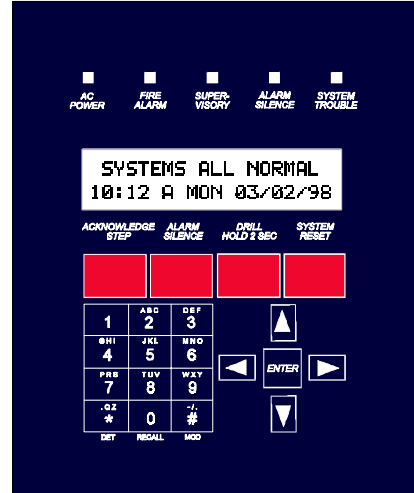 AC POWER FIRE ALARM SUPER- VISORY ALARM SILENCE SYSTEM TROUBLE
SYSTEMS ALL NORMAL
10:12 A MON 03/02/98
ACKNOWLEDGE STEP ALARM SILENCE DRILL HOLD 2 SEC SYSTEM RESET
ABC DEF
1 2 3
GHI JKL MNO
4 5 6
ENTER
PRS TUV WXY
7 8 9
.QZ -/.
* 0 #
DET RECALL MOD